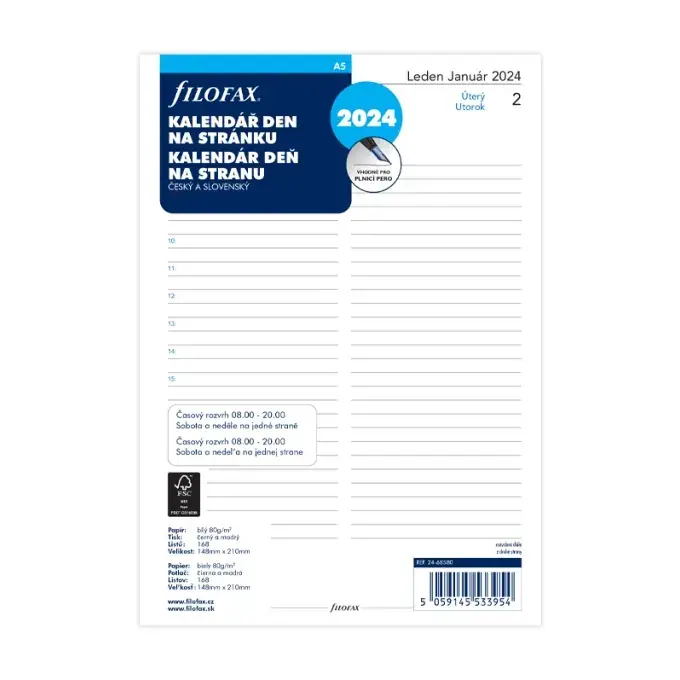 A5
Leden Január 2024
fILOFAX®
Úterý
Utorok
2
2024
KALENDÁŘ DEN
NA STRÁNKU
KALENDÁR DEŇ
NA STRANU
ČESKÝ A SLOVENSKÝ
VHODNÉ PRO
PLNICÍ PERO
10
11
12
13
14
15
Časový rozvrh 08.00 - 20.00
Sobota a neděle na jedné straně
Časový rozvrh 08.00 - 20.00
Sobota a nedeľa na jednej strane
FSC
Papír: bílý 80g/m²
Tisk: černý a modrý
Listů: 168
Velikost: 148mm x 210mm
Papier: biely 80g/m²
Potlač: čierna a modrá
Listov: 168
Veľkosť: 148mm x 210mm
www.filofax.cz
www.filofax.sk
REF. 24-68580
5 059145 533954
fILOFAX